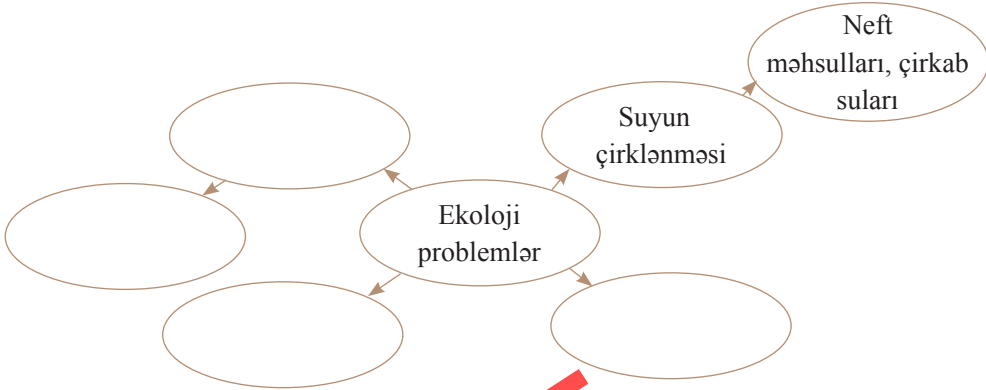 Neft
məhsulları, çirkab
suları
Suyun
çirklənməsi
Ekoloji
problemlər